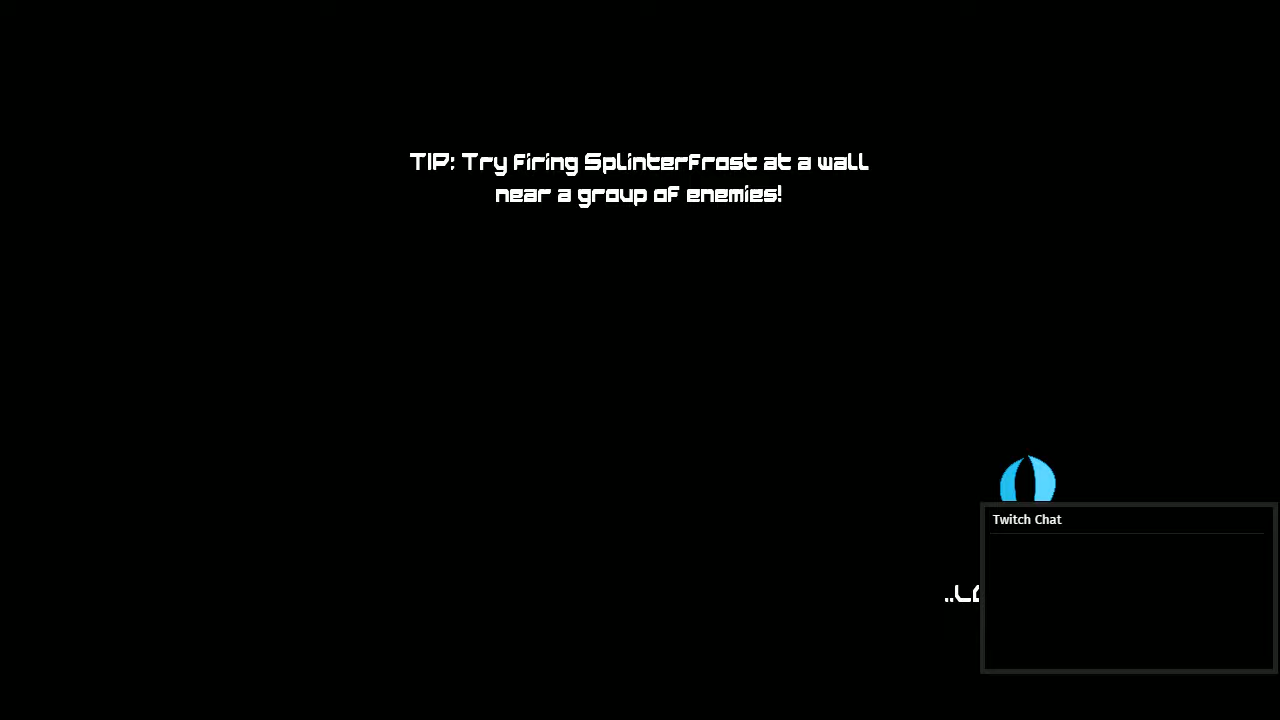 TIP: Try firing SplinterFrost at a wall
near a group of enemies!
Twitch Chat